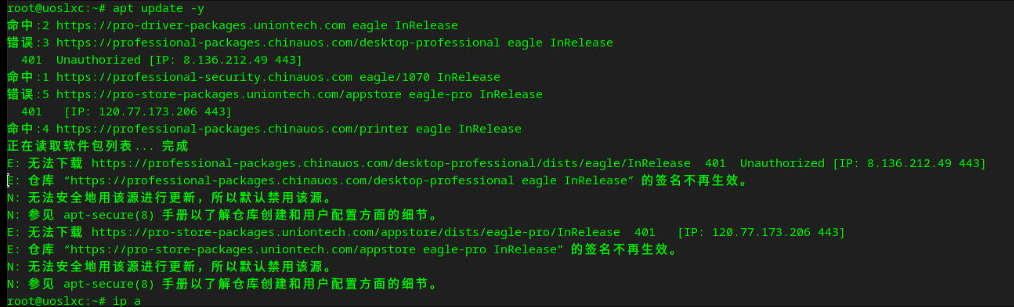 root@uoslxc:~# apt update -y
命中:2 https://pro-driver-packages.uniontech.com eagle InRelease
错误:3 https://professional-packages.chinauos.com/desktop-professional eagle InRelease
  401  Unauthorized [IP: 8.136.212.49 443]
命中:1 https://professional-security.chinauos.com eagle/1070 InRelease
错误:5 https://pro-store-packages.uniontech.com/appstore eagle-pro InRelease
  401   [IP: 120.77.173.206 443]
命中:4 https://professional-packages.chinauos.com/printer eagle InRelease
正在读取软件包列表... 完成
E: 无法下载 https://professional-packages.chinauos.com/desktop-professional/dists/eagle/InRelease  401  Unauthorized [IP: 8.136.212.49 443]
E: 仓库 “https://professional-packages.chinauos.com/desktop-professional eagle InRelease” 的签名不再生效。
N: 无法安全地用该源进行更新，所以默认禁用该源。
N: 参见 apt-secure(8) 手册以了解仓库创建和用户配置方面的细节。
E: 无法下载 https://pro-store-packages.uniontech.com/appstore/dists/eagle-pro/InRelease  401   [IP: 120.77.173.206 443]
E: 仓库 “https://pro-store-packages.uniontech.com/appstore eagle-pro InRelease” 的签名不再生效。
N: 无法安全地用该源进行更新，所以默认禁用该源。
N: 参见 apt-secure(8) 手册以了解仓库创建和用户配置方面的细节。
root@uoslxc:~# ip a